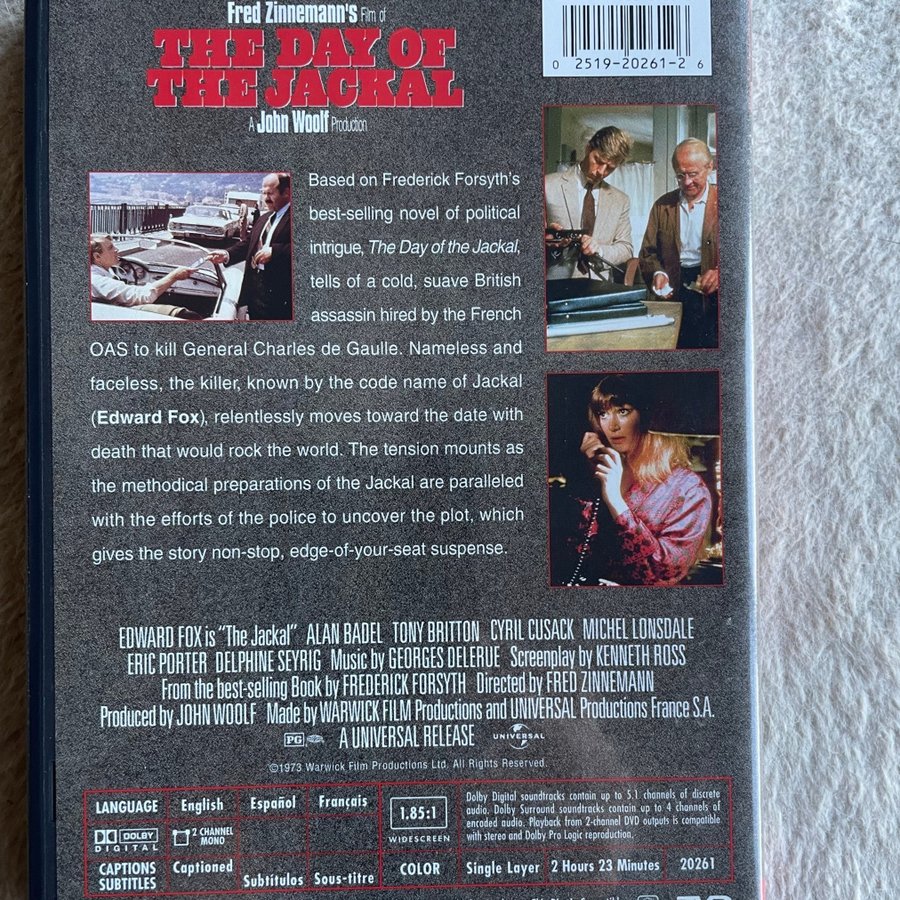 Fred Zinnemann's Film of
THE DAY OF
THE JACKAL
A John Woolf Production
0 2519-20261-2 6
Based on Frederick Forsyth's
best-selling novel of political
intrigue, The Day of the Jackal,
tells of a cold, suave British
assassin hired by the French
OAS to kill General Charles de Gaulle. Nameless and
faceless, the killer, known by the code name of Jackal
(Edward Fox), relentlessly moves toward the date with
death that would rock the world. The tension mounts as
the methodical preparations of the Jackal are paralleled
with the efforts of the police to uncover the plot, which
gives the story non-stop, edge-of-your-seat suspense.
EDWARD FOX is "The Jackal" ALAN BADEL TONY BRITTON CYRIL CUSACK MICHEL LONSDALE
ERIC PORTER DELPHINE SEYRIG Music by GEORGES DELERUE Screenplay by KENNETH ROSS
From the best-selling Book by FREDERICK FORSYTH Directed by FRED ZINNEMANN
Produced by JOHN WOOLF Made by WARWICK FILM Productions and UNIVERSAL Productions France S.A.
PG A UNIVERSAL RELEASE UNIVERSAL
©1973 Warwick Film Productions Ltd. All Rights Reserved.
LANGUAGE English Español Français
DOLBY DIGITAL 2 CHANNEL MONO
CAPTIONS SUBTITLES Captioned Subtítulos Sous-titre
1.85:1
WIDESCREEN
Dolby Digital soundtracks contain up to 5.1 channels of discrete
audio. Dolby Surround soundtracks contain up to 4 channels of
encoded audio. Playback from 2-channel DVD outputs is compatible
with stereo and Dolby Pro Logic reproduction.
COLOR Single Layer 2 Hours 23 Minutes 20261